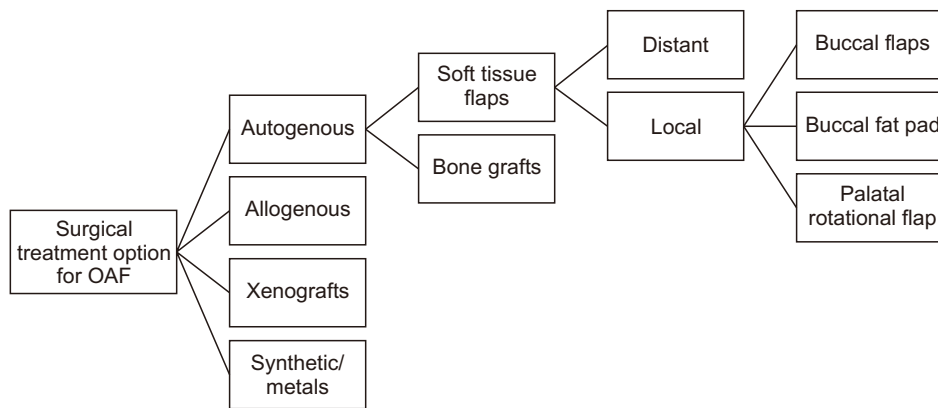 Surgical
treatment option
for OAF
Autogenous
Allogenous
Xenografts
Synthetic/
metals
Soft tissue
flaps
Bone grafts
Distant
Local
Buccal flaps
Buccal fat pad
Palatal
rotational flap